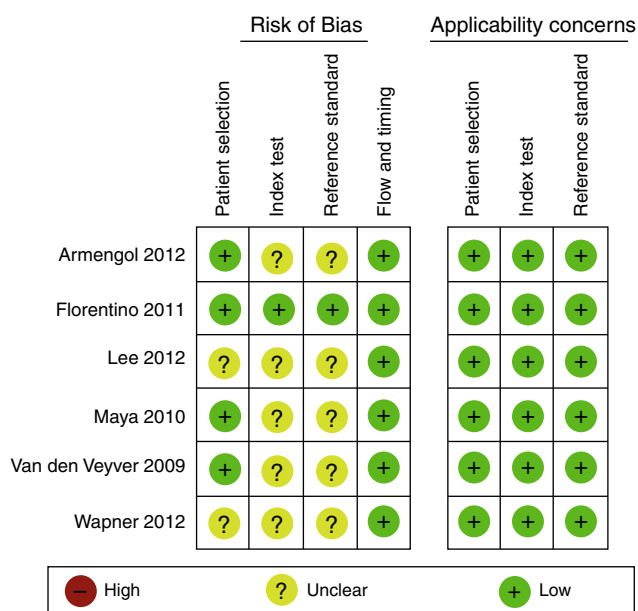 Risk of Bias Applicability concerns
Patient selection
Index test
Reference standard
Flow and timing
Patient selection
Index test
Reference standard
Armengol 2012 + ? ? + + + +
Florentino 2011 + + + + + + +
Lee 2012 ? ? ? + + + +
Maya 2010 + ? ? + + + +
Van den Veyver 2009 + ? ? + + + +
Wapner 2012 ? ? ? + + + +
– High ? Unclear + Low